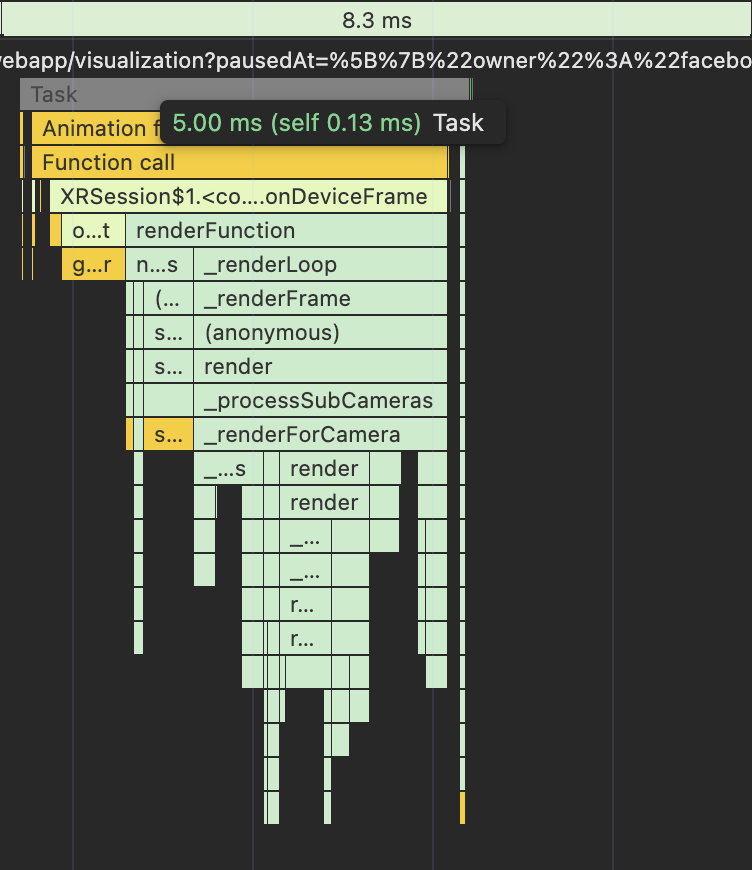 8.3 ms
ebapp/visualization?pausedAt=%5B%7B%22owner%22%3A%22facebo
Task
5.00 ms (self 0.13 ms) Task
Animation f
Function call
XRSession$1.<co….onDeviceFrame
o…t renderFunction
g…r n…s _renderLoop
(… _renderFrame
s… (anonymous)
s… render
_processSubCameras
s… _renderForCamera
_…s render
render
_…
_…
r…
r…